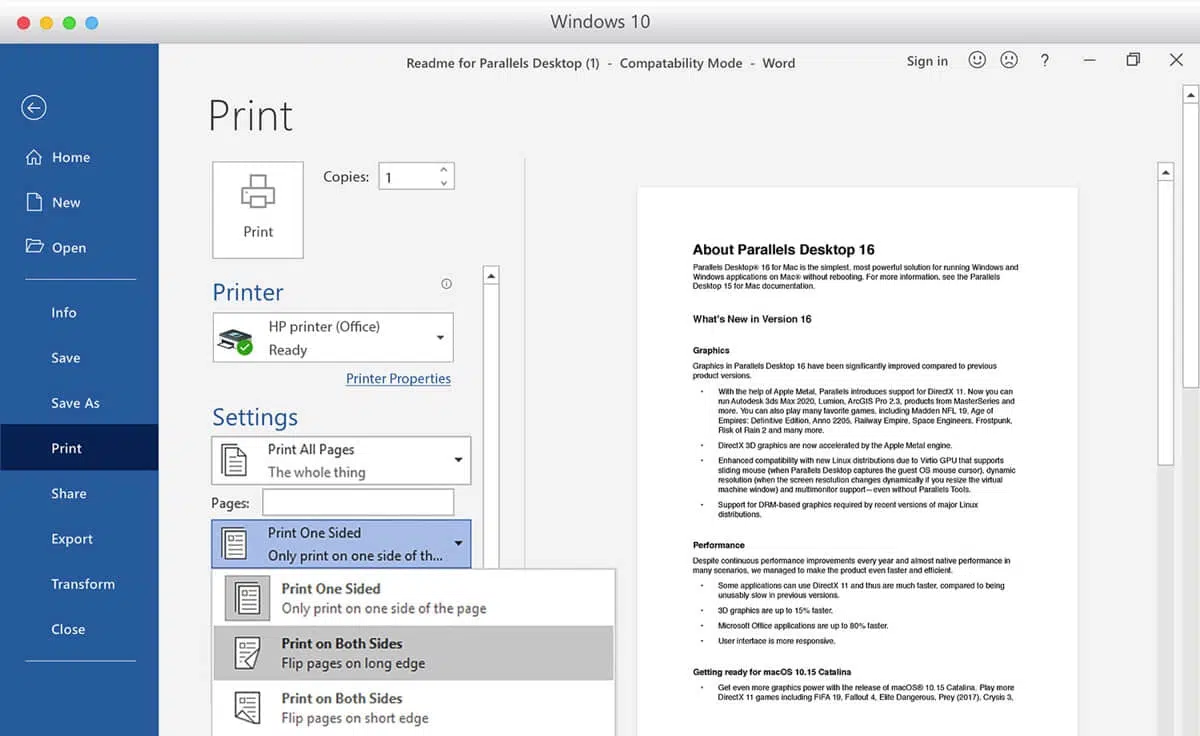 Windows 10
Readme for Parallels Desktop (1) - Compatability Mode - Word
Sign in
?
Home
New
Open
Info
Save
Save As
Print
Share
Export
Transform
Close
Print
Print
Copies:
1
Printer
HP printer (Office)
Ready
Printer Properties
Settings
Print All Pages
The whole thing
Pages:
Print One Sided
Only print on one side of th...
Print One Sided
Only print on one side of the page
Print on Both Sides
Flip pages on long edge
Print on Both Sides
Flip pages on short edge
About Parallels Desktop 16
Parallels Desktop® 16 for Mac is the simplest, most powerful solution for running Windows and
Windows applications on Mac® without rebooting. For more information, see the Parallels
Desktop 15 for Mac documentation.
What's New in Version 16
Graphics
Graphics in Parallels Desktop 16 have been significantly improved compared to previous
product versions.
• With the help of Apple Metal, Parallels introduces support for DirectX 11. Now you can
run Autodesk 3ds Max 2020, Lumion, ArcGIS Pro 2.3, products from MasterSeries and
more. You can also play many favorite games, including Madden NFL 19, Age of
Empires: Definitive Edition, Anno 2205, Railway Empire, Space Engineers, Frostpunk,
Risk of Rain 2 and many more.
• DirectX 3D graphics are now accelerated by the Apple Metal engine.
• Enhanced compatibility with new Linux distributions due to Virtio GPU that supports
sliding mouse (when Parallels Desktop captures the guest OS mouse cursor), dynamic
resolution (when the screen resolution changes dynamically if you resize the virtual
machine window) and multimonitor support—even without Parallels Tools.
• Support for DRM-based graphics required by recent versions of major Linux
distributions.
Performance
Despite continuous performance improvements every year and almost native performance in
many scenarios, we managed to make the product even faster and efficient.
• Some applications can use DirectX 11 and thus are much faster, compared to being
unusably slow in previous versions.
• 3D graphics are up to 15% faster.
• Microsoft Office applications are up to 80% faster.
• User interface is more responsive.
Getting ready for macOS 10.15 Catalina
• Get even more graphics power with the release of macOS® 10.15 Catalina. Play more
DirectX 11 games including FIFA 19, Fallout 4, Elite Dangerous, Prey (2017), Crysis 3,